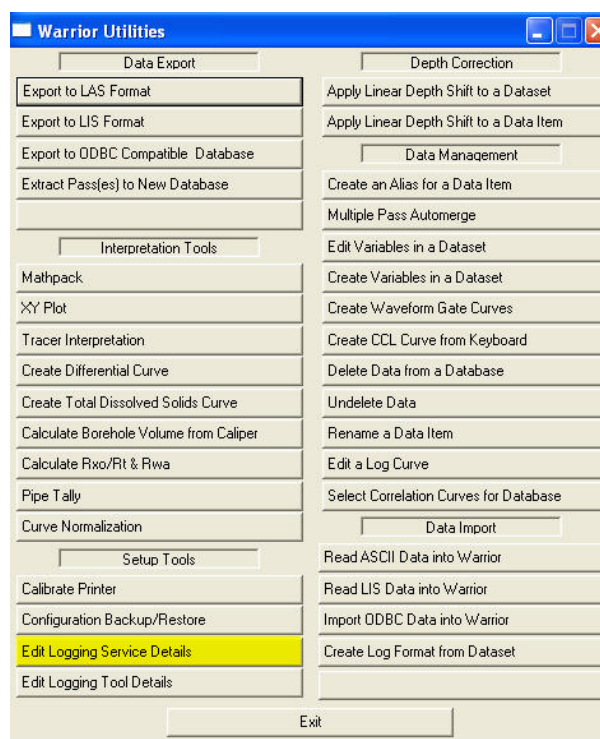 Warrior Utilities
Data Export
Export to LAS Format
Export to LIS Format
Export to ODBC Compatible Database
Extract Pass(es) to New Database
Interpretation Tools
Mathpack
XY Plot
Tracer Interpretation
Create Differential Curve
Create Total Dissolved Solids Curve
Calculate Borehole Volume from Caliper
Calculate Rxo/Rt & Rwa
Pipe Tally
Curve Normalization
Setup Tools
Calibrate Printer
Configuration Backup/Restore
Edit Logging Service Details
Edit Logging Tool Details
Depth Correction
Apply Linear Depth Shift to a Dataset
Apply Linear Depth Shift to a Data Item
Data Management
Create an Alias for a Data Item
Multiple Pass Automerge
Edit Variables in a Dataset
Create Variables in a Dataset
Create Waveform Gate Curves
Create CCL Curve from Keyboard
Delete Data from a Database
Undelete Data
Rename a Data Item
Edit a Log Curve
Select Correlation Curves for Database
Data Import
Read ASCII Data into Warrior
Read LIS Data into Warrior
Import ODBC Data into Warrior
Create Log Format from Dataset
Exit